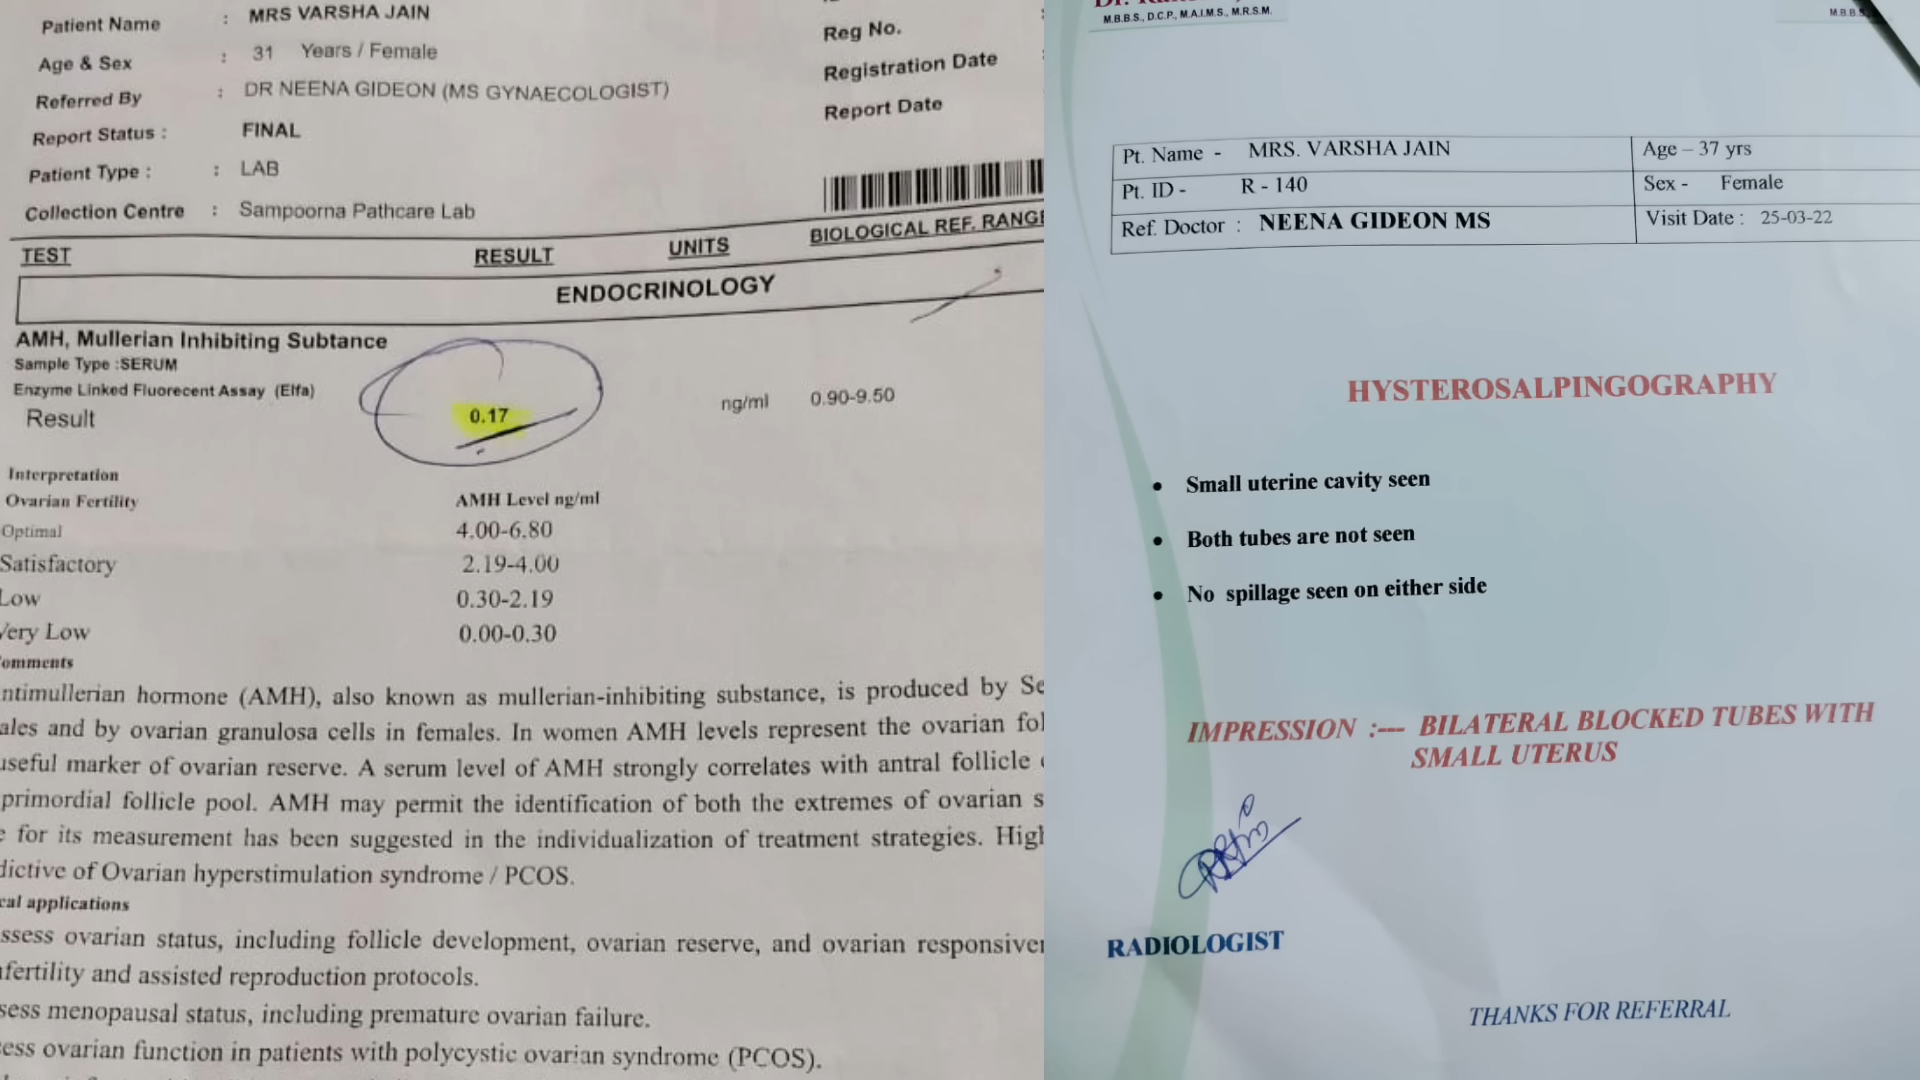 Patient Name : MRS VARSHA JAIN
Age & Sex : 31 Years / Female
Referred By : DR NEENA GIDEON (MS GYNAECOLOGIST)
Report Status : FINAL
Patient Type : : LAB
Collection Centre : Sampoorna Pathcare Lab
Reg No.
Registration Date
Report Date
TEST RESULT UNITS BIOLOGICAL REF. RANGE
ENDOCRINOLOGY
AMH, Mullerian Inhibiting Subtance
Sample Type :SERUM
Enzyme Linked Fluorecent Assay (Elfa)
Result 0.17 ng/ml 0.90-9.50
Interpretation
Ovarian Fertility AMH Level ng/ml
Optimal 4.00-6.80
Satisfactory 2.19-4.00
Low 0.30-2.19
Very Low 0.00-0.30
omments
ntimullerian hormone (AMH), also known as mullerian-inhibiting substance, is produced by Se
ales and by ovarian granulosa cells in females. In women AMH levels represent the ovarian fol
useful marker of ovarian reserve. A serum level of AMH strongly correlates with antral follicle
primordial follicle pool. AMH may permit the identification of both the extremes of ovarian s
e for its measurement has been suggested in the individualization of treatment strategies. High
dictive of Ovarian hyperstimulation syndrome / PCOS.
cal applications
ssess ovarian status, including follicle development, ovarian reserve, and ovarian responsiven
nfertility and assisted reproduction protocols.
sess menopausal status, including premature ovarian failure.
ess ovarian function in patients with polycystic ovarian syndrome (PCOS).
M.B.B.S., D.C.P., M.A.I.M.S., M.R.S.M.
M.B.B.S
Pt. Name - MRS. VARSHA JAIN Age – 37 yrs
Pt. ID - R - 140 Sex - Female
Ref. Doctor : NEENA GIDEON MS Visit Date : 25-03-22
HYSTEROSALPINGOGRAPHY
• Small uterine cavity seen
• Both tubes are not seen
• No spillage seen on either side
IMPRESSION :--- BILATERAL BLOCKED TUBES WITH
SMALL UTERUS
RADIOLOGIST
THANKS FOR REFERRAL